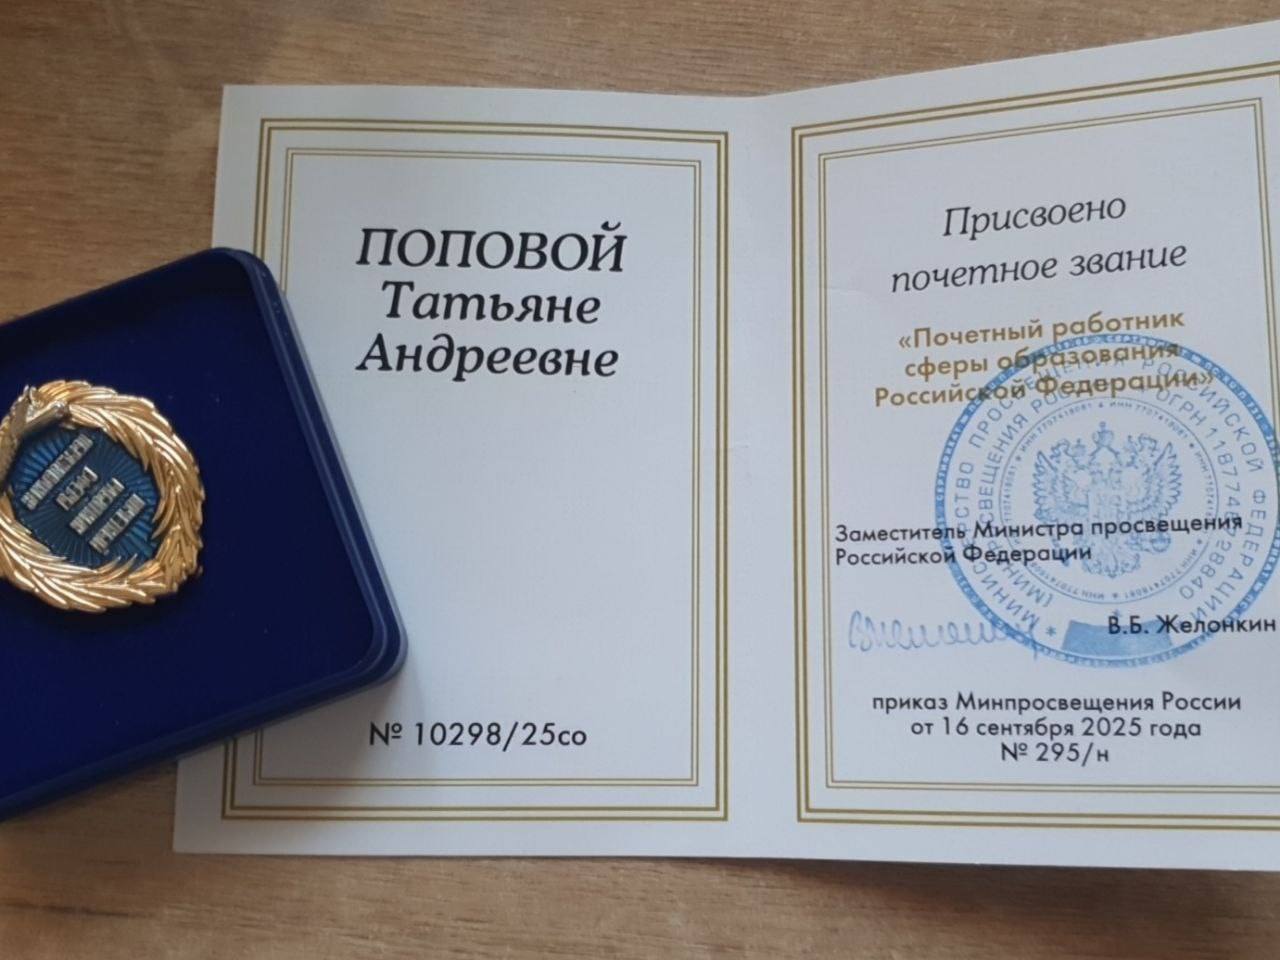 ПОПОВОЙ
Татьяне
Андреевне
№ 10298/25со
Присвоено
почетное звание
«Почетный работник
сферы образования
Российской Федерации»
Заместитель Министра просвещения
Российской Федерации
В.Б. Желонкин
приказ Минпросвещения России
от 16 сентября 2025 года
№ 295/н